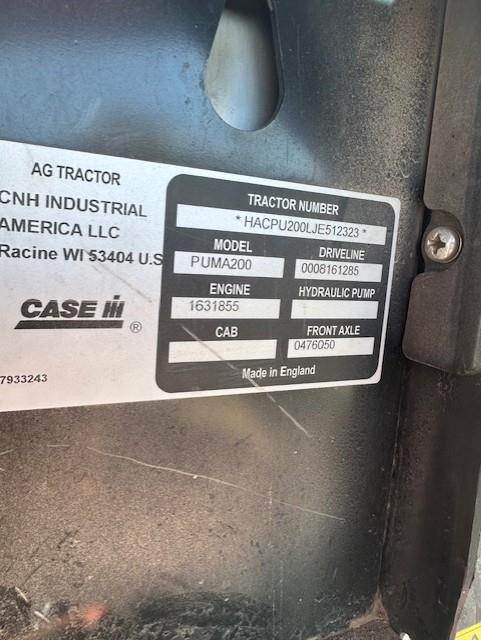 AG TRACTOR
CNH INDUSTRIAL
AMERICA LLC
Racine WI 53404 U.S
CASE IH
®
7933243
TRACTOR NUMBER
* HACPU200LJE512323 *
MODEL
PUMA200
DRIVELINE
0008161285
ENGINE
1631855
HYDRAULIC PUMP
CAB
FRONT AXLE
0476050
Made in England